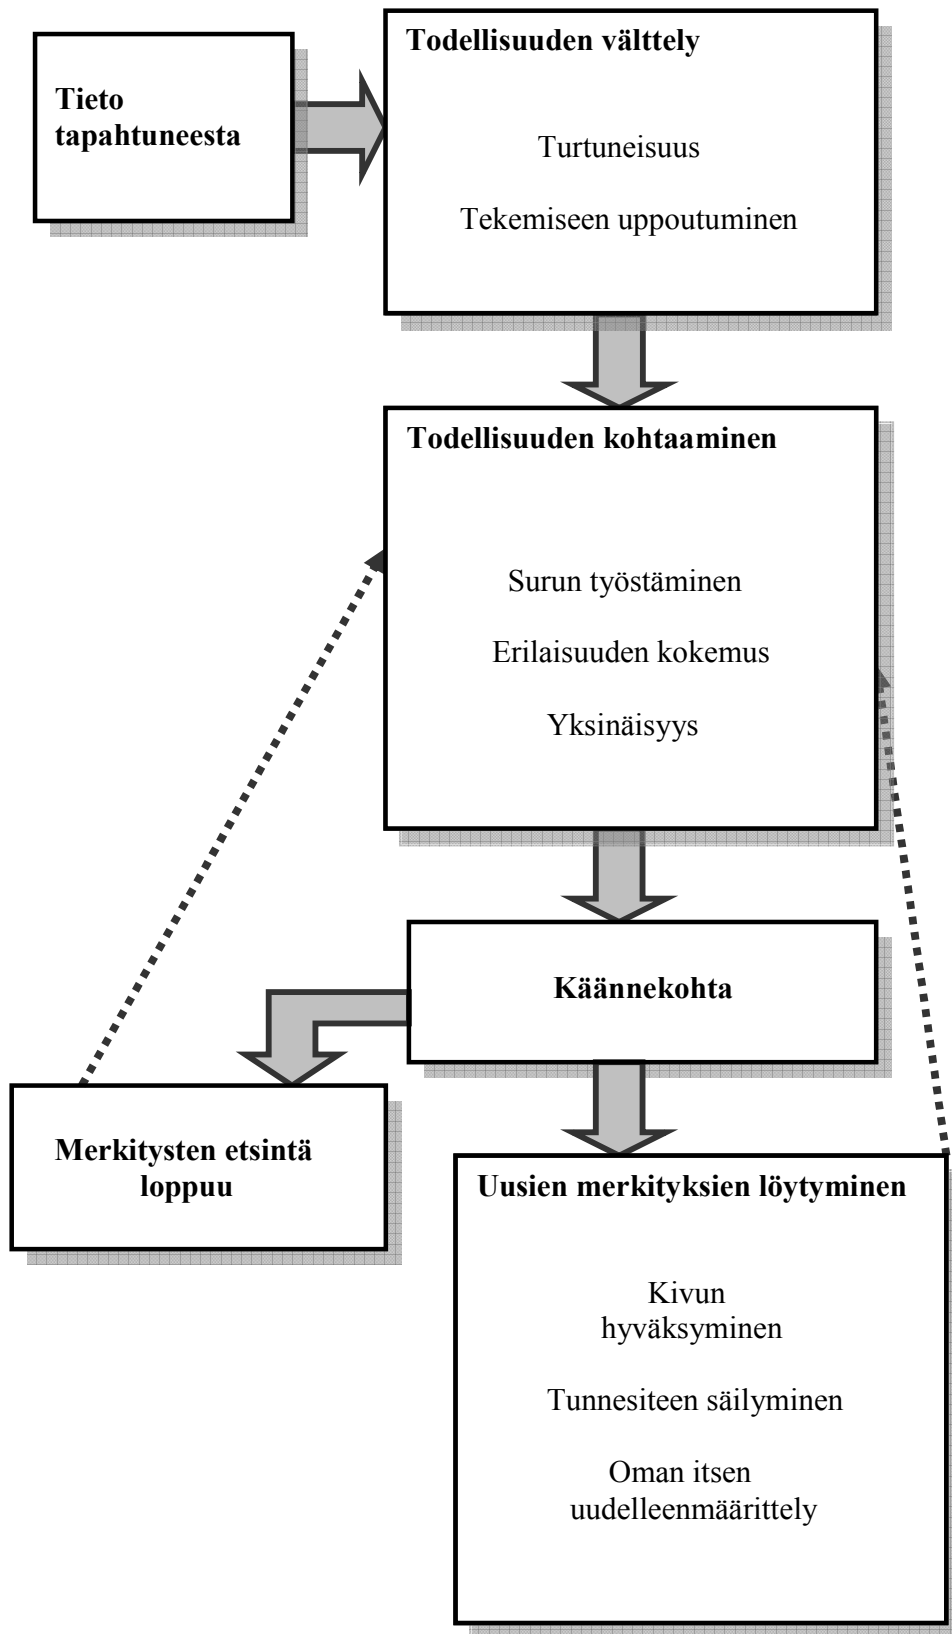 Tieto
tapahtuneesta
Todellisuuden välttely
Turtuneisuus
Tekemiseen uppoutuminen
Todellisuuden kohtaaminen
Surun työstäminen
Erilaisuuden kokemus
Yksinäisyys
Käännekohta
Merkitysten etsintä
loppuu
Uusien merkityksien löytyminen
Kivun
hyväksyminen
Tunnesiteen säilyminen
Oman itsen
uudelleenmäärittely